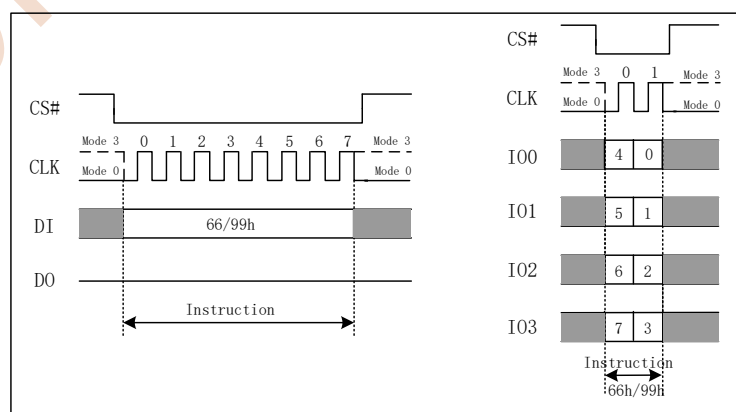 CS#
Mode 3 0 1 2 3 4 5 6 7 Mode 3
CLK
Mode 0 Mode 0
DI 66/99h
DO
Instruction
CS#
Mode 3 0 1 Mode 3
CLK
Mode 0 Mode 0
IO0 4 0
IO1 5 1
IO2 6 2
IO3 7 3
Instruction
66h/99h